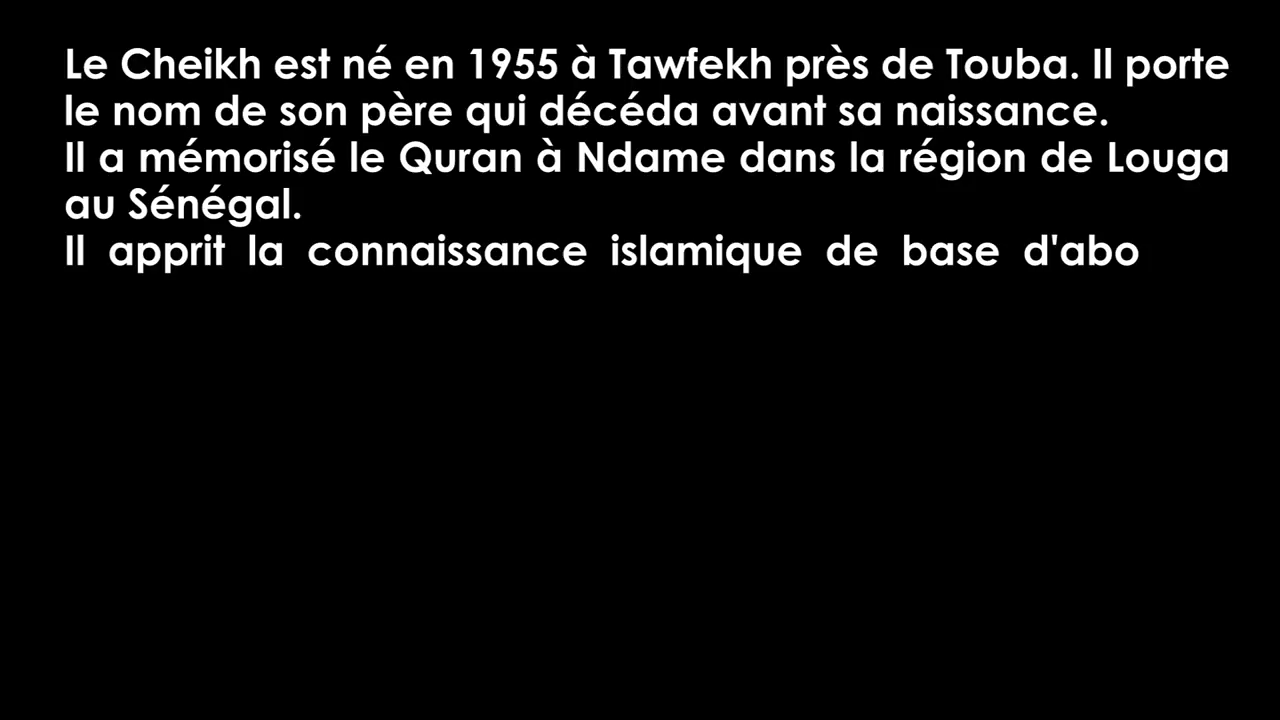 Le Cheikh est né en 1955 à Tawfekh près de Touba. Il porte
le nom de son père qui décéda avant sa naissance.
Il a mémorisé le Quran à Ndame dans la région de Louga
au Sénégal.
Il apprit la connaissance islamique de base d'abo